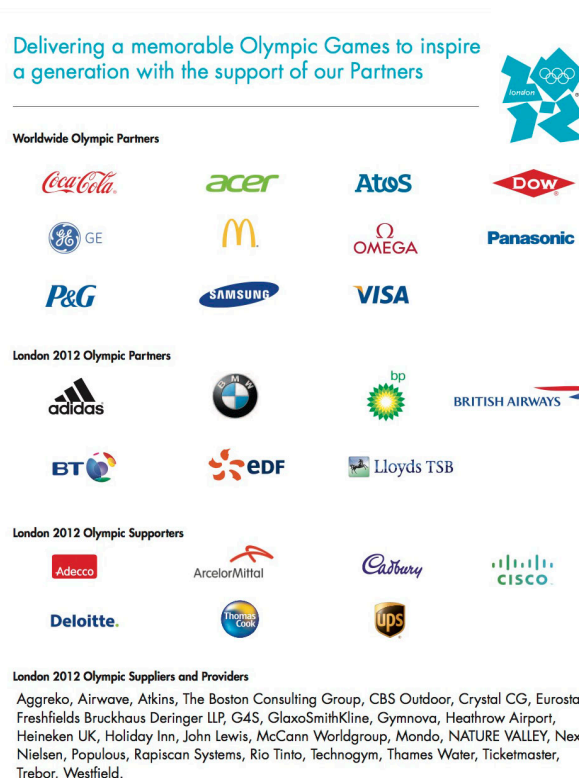 Delivering a memorable Olympic Games to inspire
a generation with the support of our Partners
london
Worldwide Olympic Partners
Coca-Cola
acer
Atos
DOW
GE
GE
M
Ω
OMEGA
Panasonic
P&G
SAMSUNG
VISA
London 2012 Olympic Partners
adidas
BMW
bp
BRITISH AIRWAYS
BT
eDF
Lloyds TSB
London 2012 Olympic Supporters
Adecco
ArcelorMittal
Cadbury
CISCO
Deloitte.
Thomas
Cook
ups
London 2012 Olympic Suppliers and Providers
Aggreko, Airwave, Atkins, The Boston Consulting Group, CBS Outdoor, Crystal CG, Eurosta
Freshfields Bruckhaus Deringer LLP, G4S, GlaxoSmithKline, Gymnova, Heathrow Airport,
Heineken UK, Holiday Inn, John Lewis, McCann Worldgroup, Mondo, NATURE VALLEY, Nex
Nielsen, Populous, Rapiscan Systems, Rio Tinto, Technogym, Thames Water, Ticketmaster,
Trebor, Westfield.